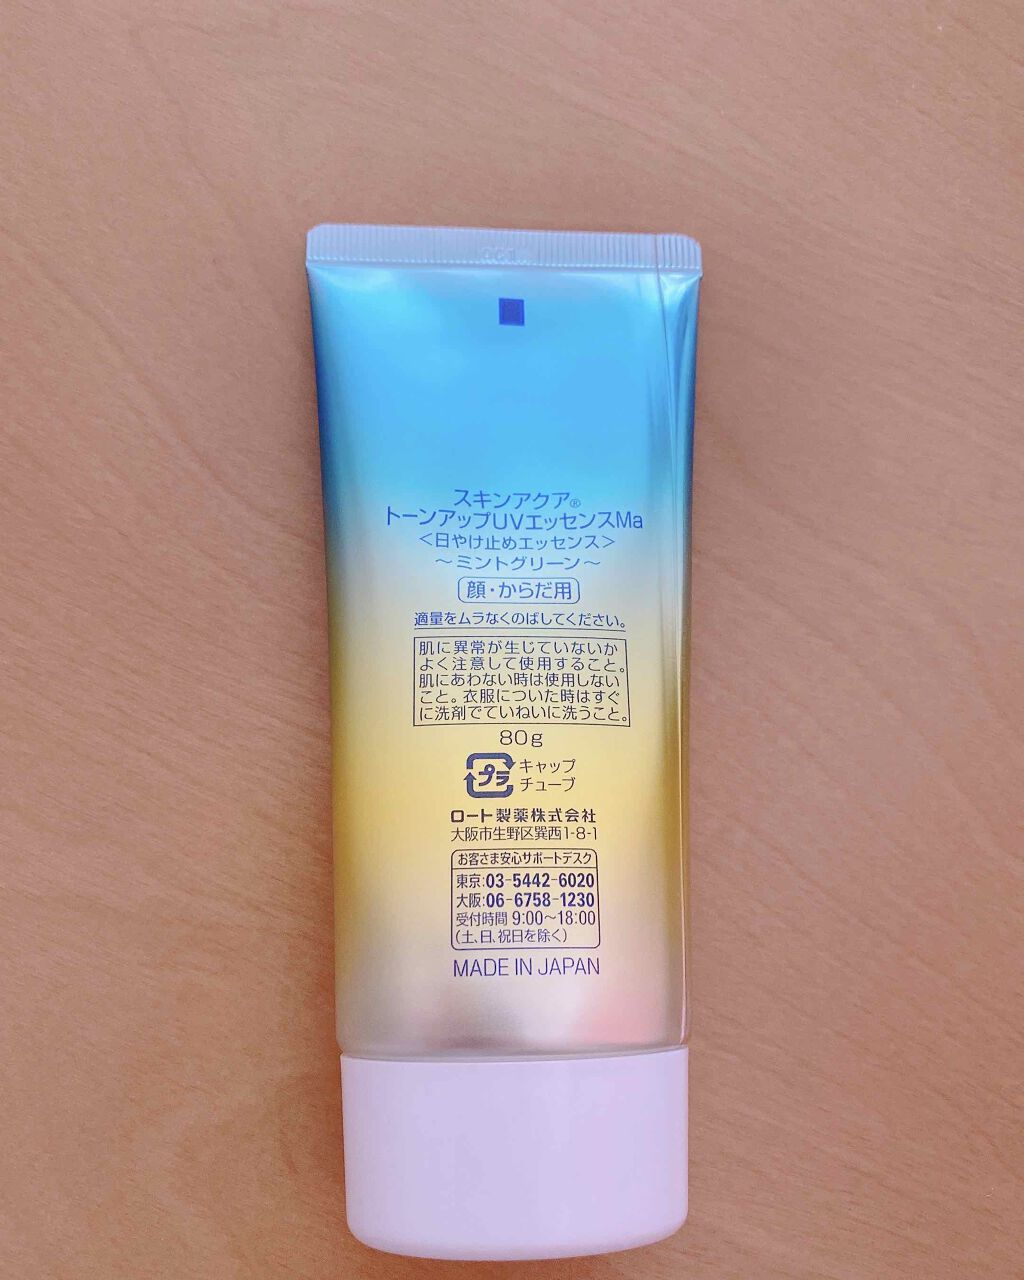 スキンアクア®
トーンアップUVエッセンスMa
＜日やけ止めエッセンス＞
～ミントグリーン～
顔・からだ用
適量をムラなくのばしてください。
肌に異常が生じていないか
よく注意して使用すること。
肌にあわない時は使用しない
こと。衣服についた時はすぐ
に洗剤でていねいに洗うこと。
80g
プラ キャップ
チューブ
ロート製薬株式会社
大阪市生野区巽西1-8-1
お客さま安心サポートデスク
東京:03-5442-6020
大阪:06-6758-1230
受付時間 9:00～18:00
(土、日、祝日を除く)
MADE IN JAPAN